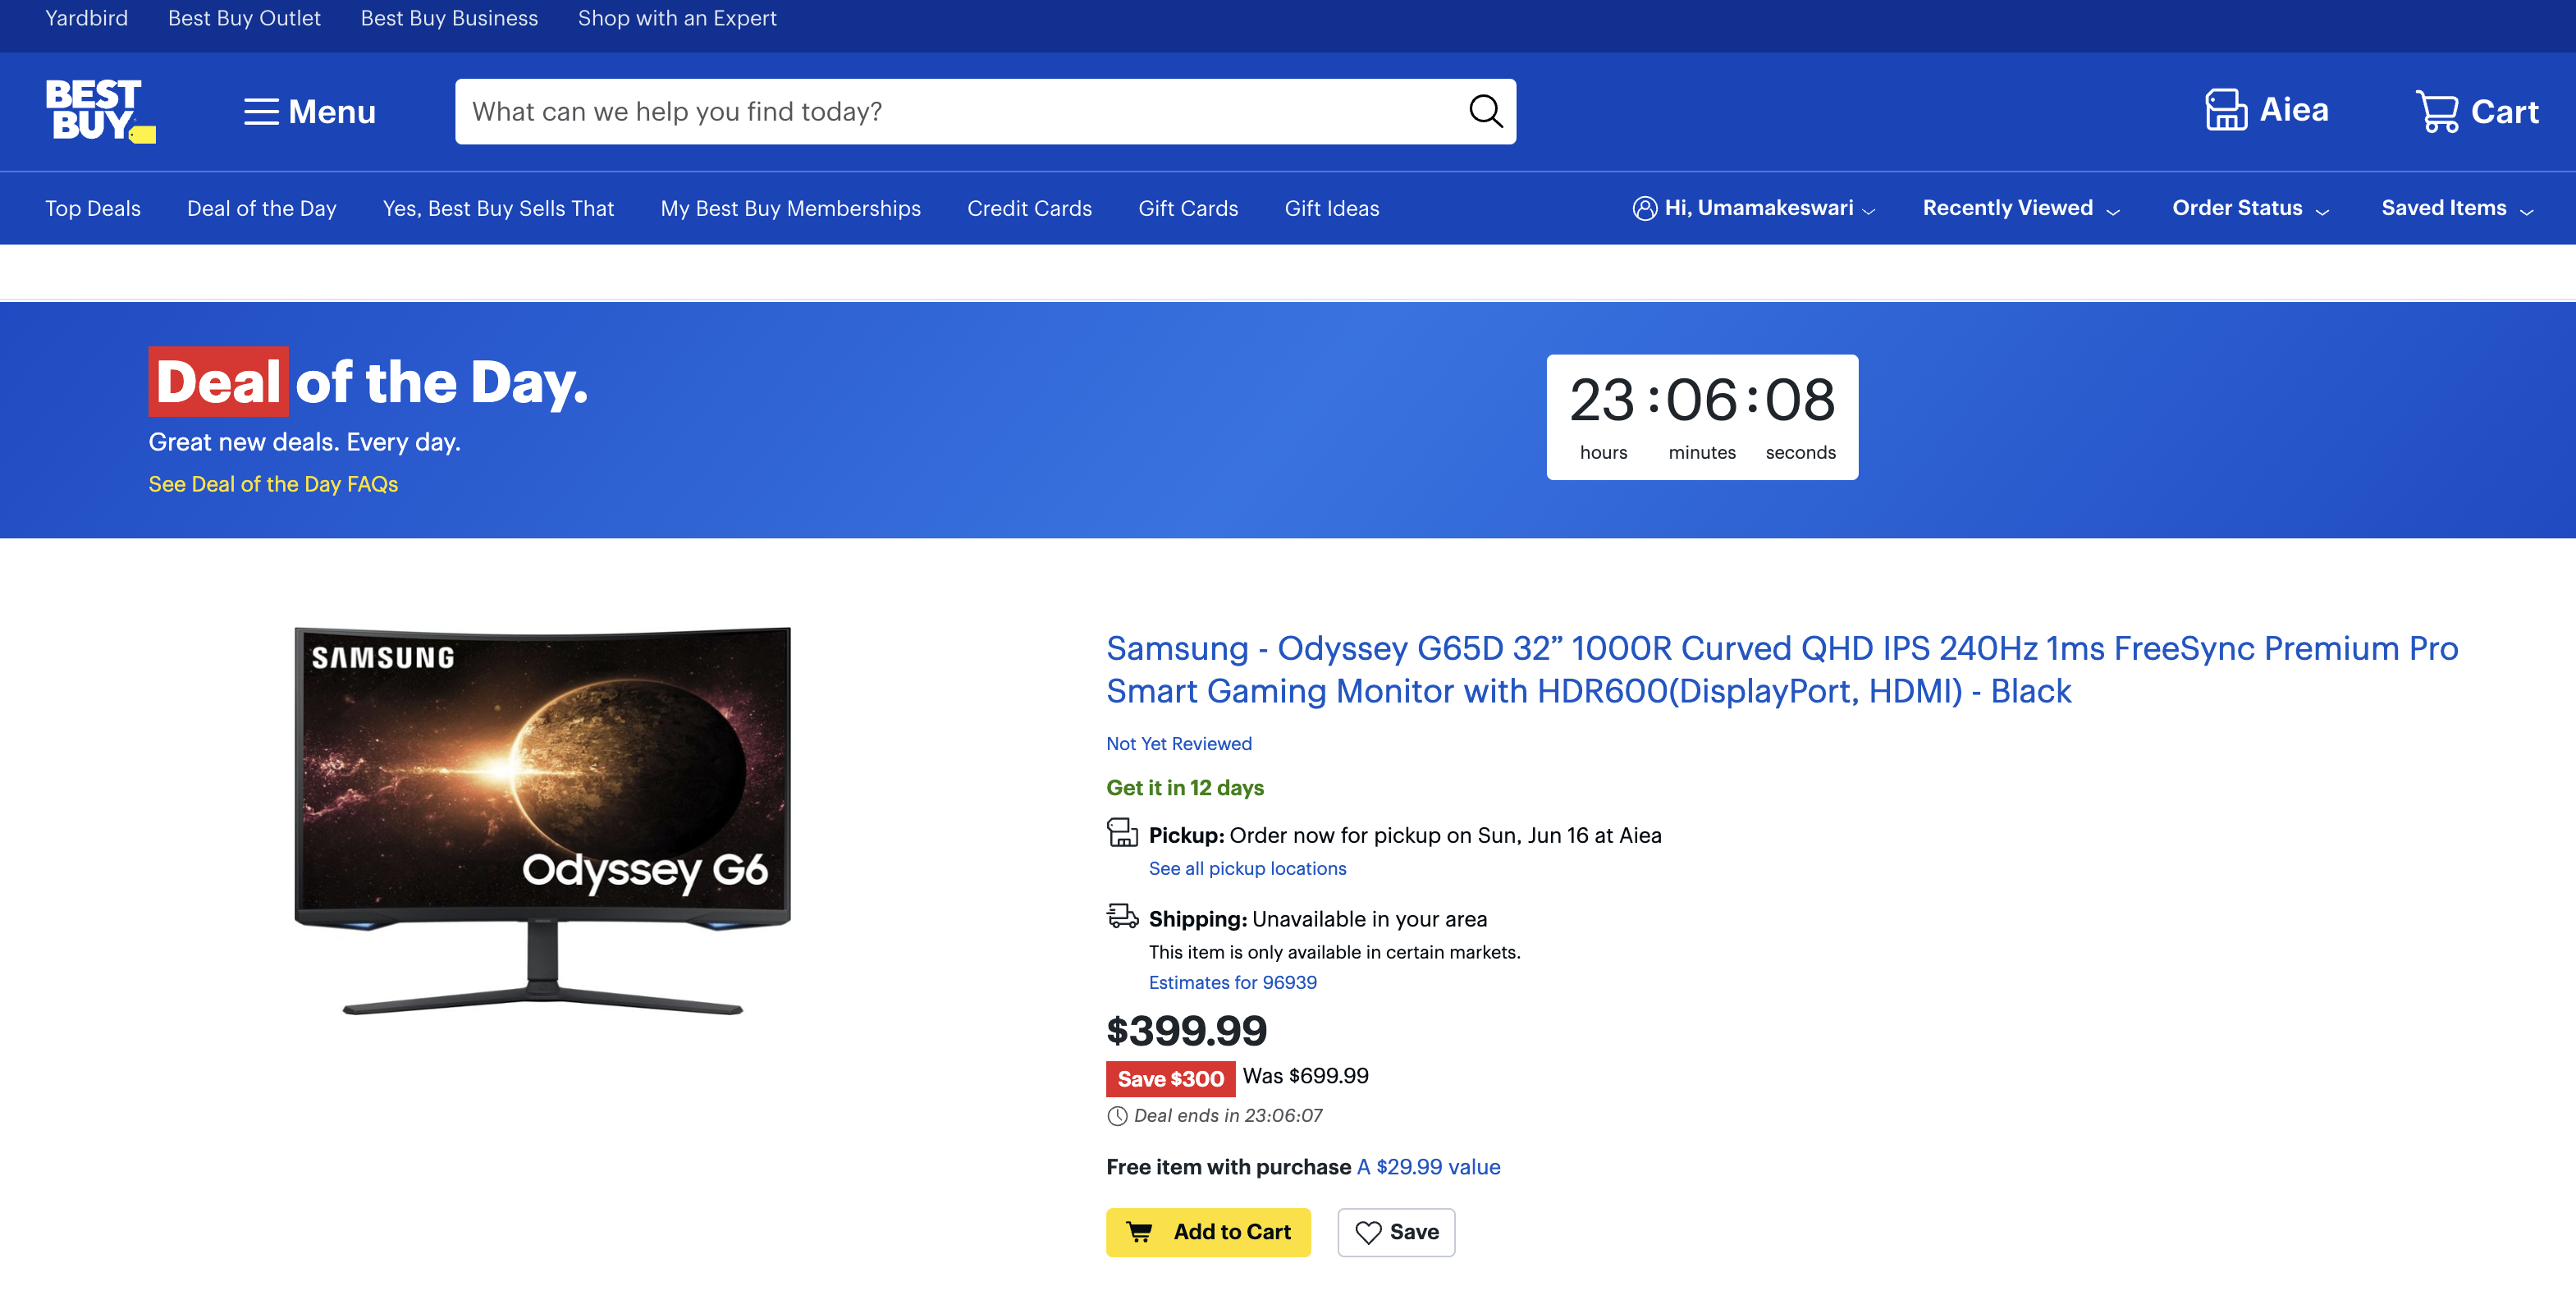 Yardbird
Best Buy Outlet
Best Buy Business
Shop with an Expert
BEST
BUY
Menu
What can we help you find today?
Aiea
Cart
Top Deals
Deal of the Day
Yes, Best Buy Sells That
My Best Buy Memberships
Credit Cards
Gift Cards
Gift Ideas
Hi, Umamakeswari
Recently Viewed
Order Status
Saved Items
Deal of the Day.
Great new deals. Every day.
See Deal of the Day FAQs
23 : 06 : 08
hours minutes seconds
SAMSUNG
Odyssey G6
Samsung - Odyssey G65D 32” 1000R Curved QHD IPS 240Hz 1ms FreeSync Premium Pro
Smart Gaming Monitor with HDR600(DisplayPort, HDMI) - Black
Not Yet Reviewed
Get it in 12 days
Pickup: Order now for pickup on Sun, Jun 16 at Aiea
See all pickup locations
Shipping: Unavailable in your area
This item is only available in certain markets.
Estimates for 96939
$399.99
Save $300 Was $699.99
Deal ends in 23:06:07
Free item with purchase A $29.99 value
Add to Cart
Save